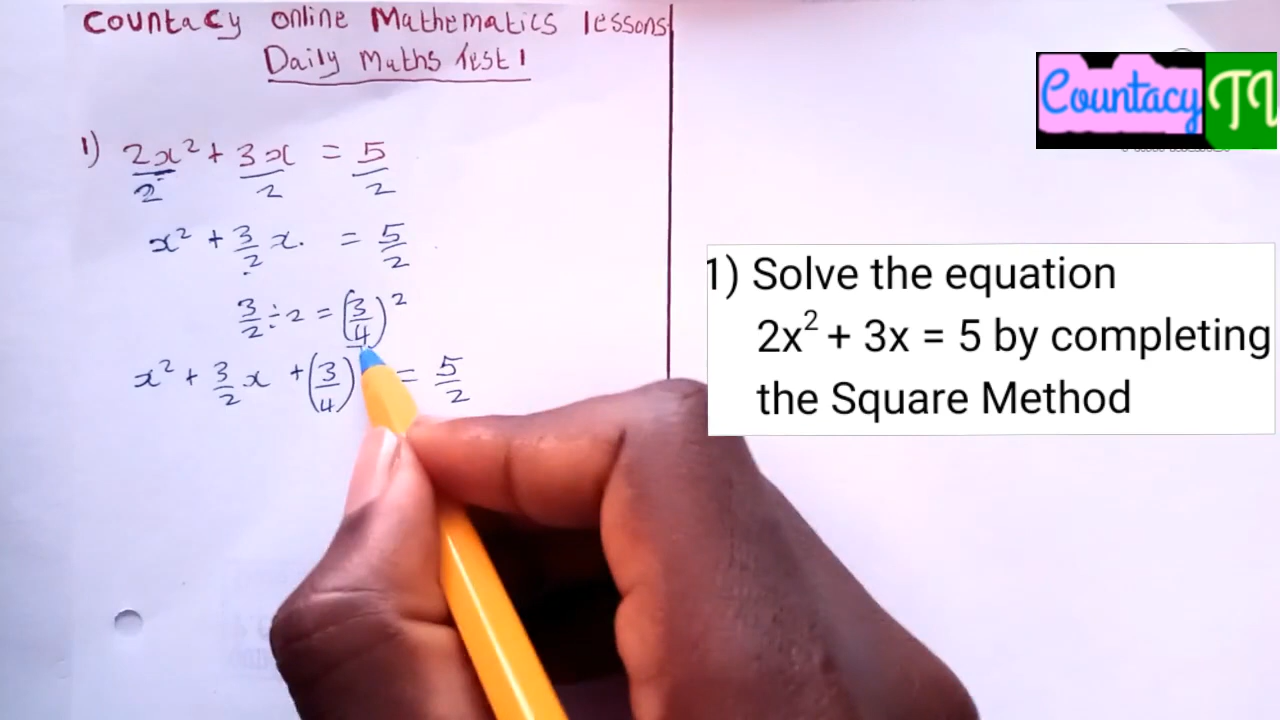 Countacy online Mathematics lessons
Daily Maths Test 1
1) 2x²/2 + 3x/2 = 5/2
x² + 3/2 x. = 5/2
3/2 ÷ 2 = (3/4)²
x² + 3/2 x + (3/4) = 5/2
Countacy TV
1) Solve the equation
2x² + 3x = 5 by completing
the Square Method